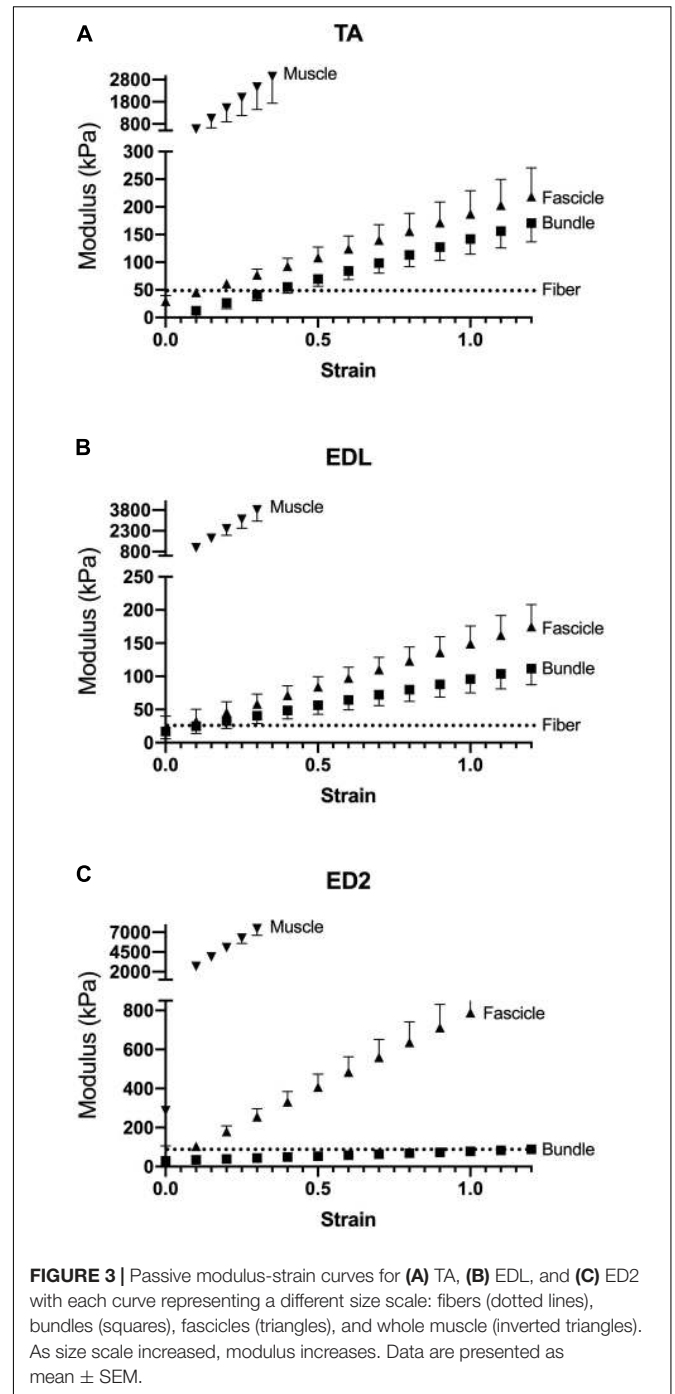 A
TA
2800
1800
800
300
250
200
150
100
50
0
Modulus (kPa)
Muscle
Fascicle
Bundle
Fiber
0.0 0.5 1.0
Strain
B
EDL
3800
2300
800
250
200
150
100
50
0
Modulus (kPa)
Muscle
Fascicle
Bundle
Fiber
0.0 0.5 1.0
Strain
C
ED2
7000
4500
2000
800
600
400
200
0
Modulus (kPa)
Muscle
Fascicle
Bundle
0.0 0.5 1.0
Strain
FIGURE 3 | Passive modulus-strain curves for (A) TA, (B) EDL, and (C) ED2
with each curve representing a different size scale: fibers (dotted lines),
bundles (squares), fascicles (triangles), and whole muscle (inverted triangles).
As size scale increased, modulus increases. Data are presented as
mean ± SEM.